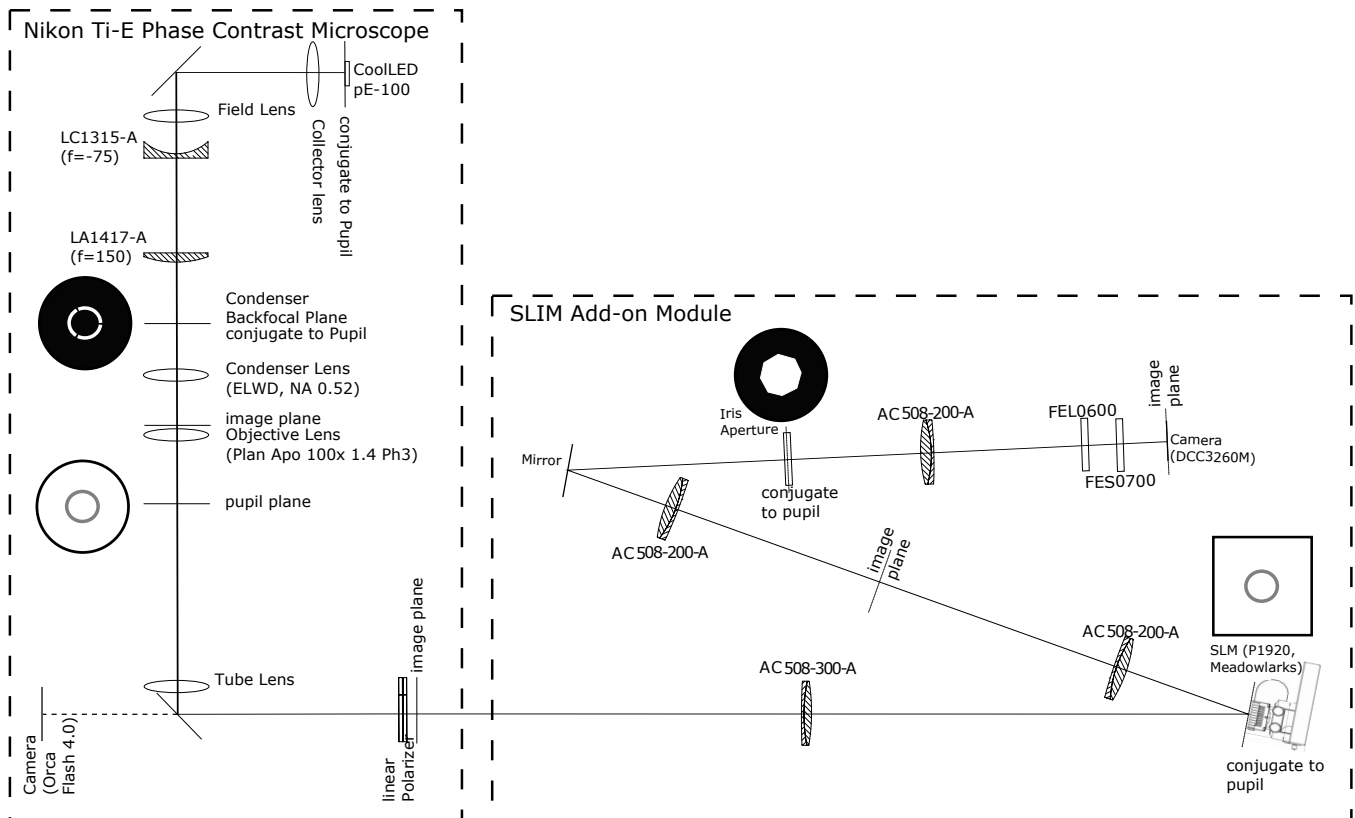 Nikon Ti-E Phase Contrast Microscope
CoolLED
pE-100
Field Lens
LC1315-A
(f=-75)
Collector lens
conjugate to Pupil
LA1417-A
(f=150)
Condenser
Backfocal Plane
conjugate to Pupil
Condenser Lens
(ELWD, NA 0.52)
image plane
Objective Lens
(Plan Apo 100x 1.4 Ph3)
pupil plane
Tube Lens
Camera
(Orca
Flash 4.0)
linear
Polarizer
image plane
SLIM Add-on Module
Iris
Aperture
AC508-200-A
FEL0600
image
plane
Mirror
Camera
(DCC3260M)
FES0700
conjugate
to pupil
AC508-200-A
image
plane
AC508-200-A
SLM (P1920,
Meadowlarks)
AC508-300-A
conjugate to
pupil